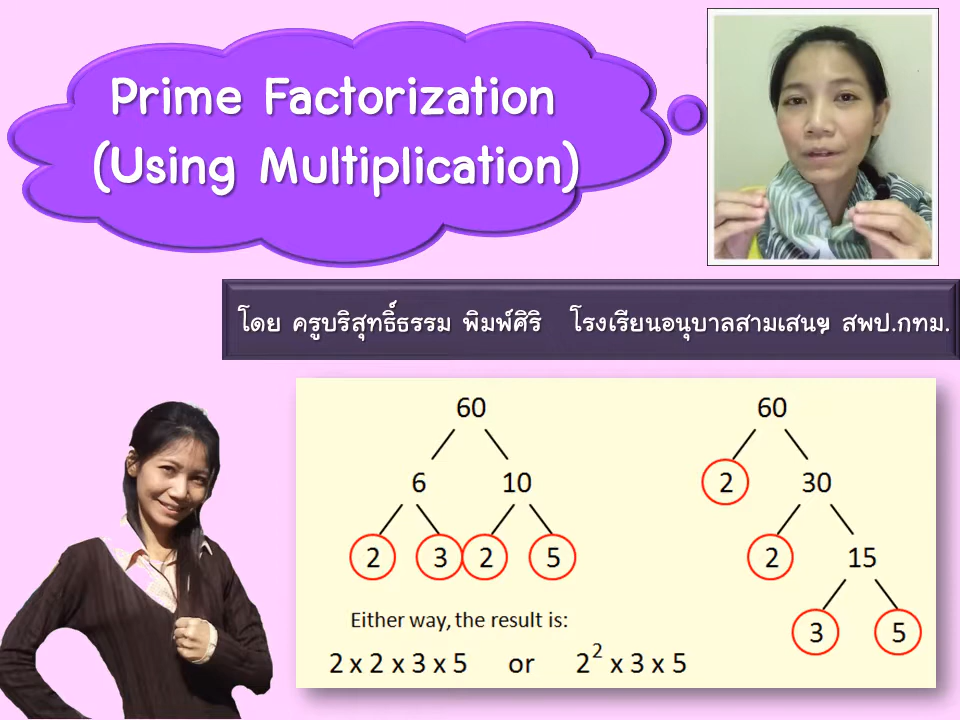 Prime Factorization
(Using Multiplication)
โดย ครูบริสุทธิ์ธรรม พิมพ์ศิริ โรงเรียนอนุบาลสามเสนฯ สพป.กทม.
60 60
6 10 2 30
2 3 2 5 2 15
3 5
Either way, the result is:
2 x 2 x 3 x 5 or 2² x 3 x 5